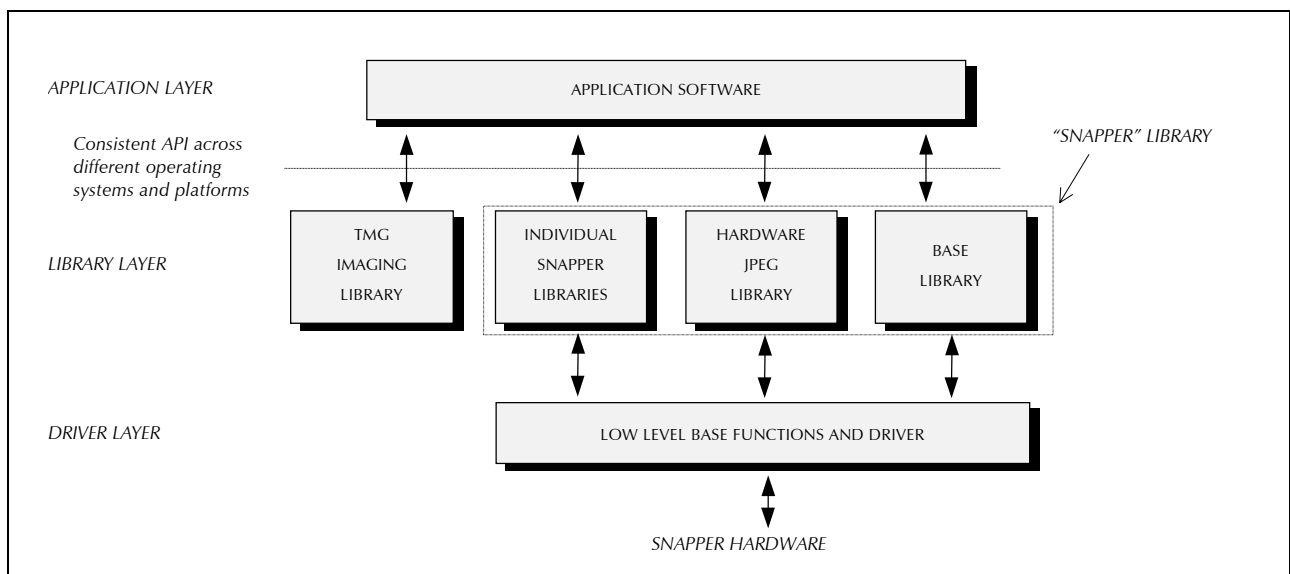 APPLICATION LAYER
APPLICATION SOFTWARE
Consistent API across
different operating
systems and platforms
“SNAPPER” LIBRARY
LIBRARY LAYER
TMG
IMAGING
LIBRARY
INDIVIDUAL
SNAPPER
LIBRARIES
HARDWARE
JPEG
LIBRARY
BASE
LIBRARY
DRIVER LAYER
LOW LEVEL BASE FUNCTIONS AND DRIVER
SNAPPER HARDWARE